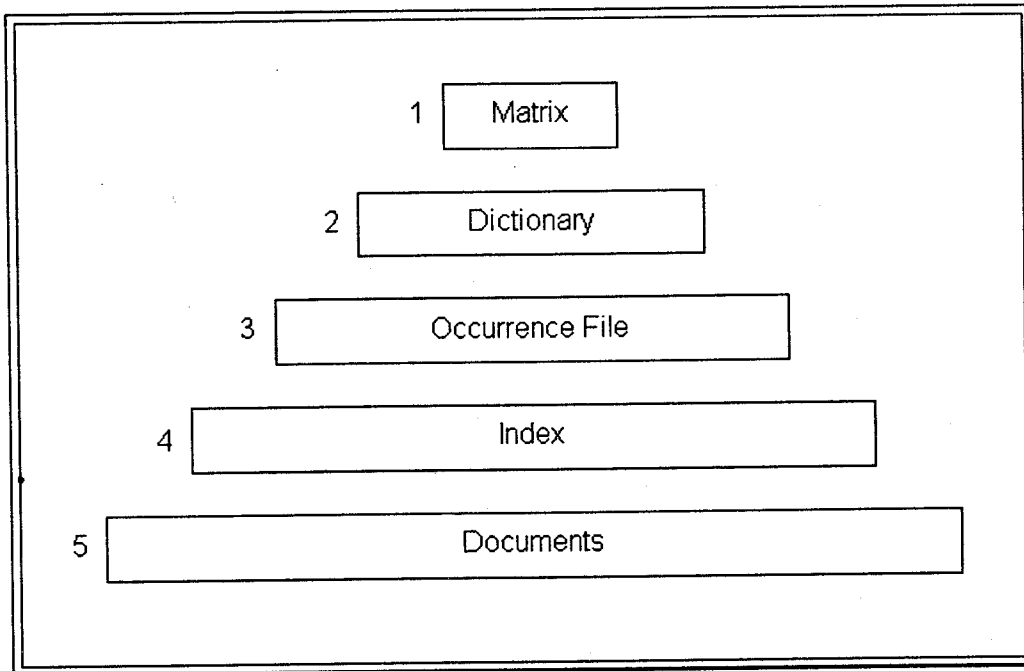 1 Matrix
2 Dictionary
3 Occurrence File
4 Index
5 Documents